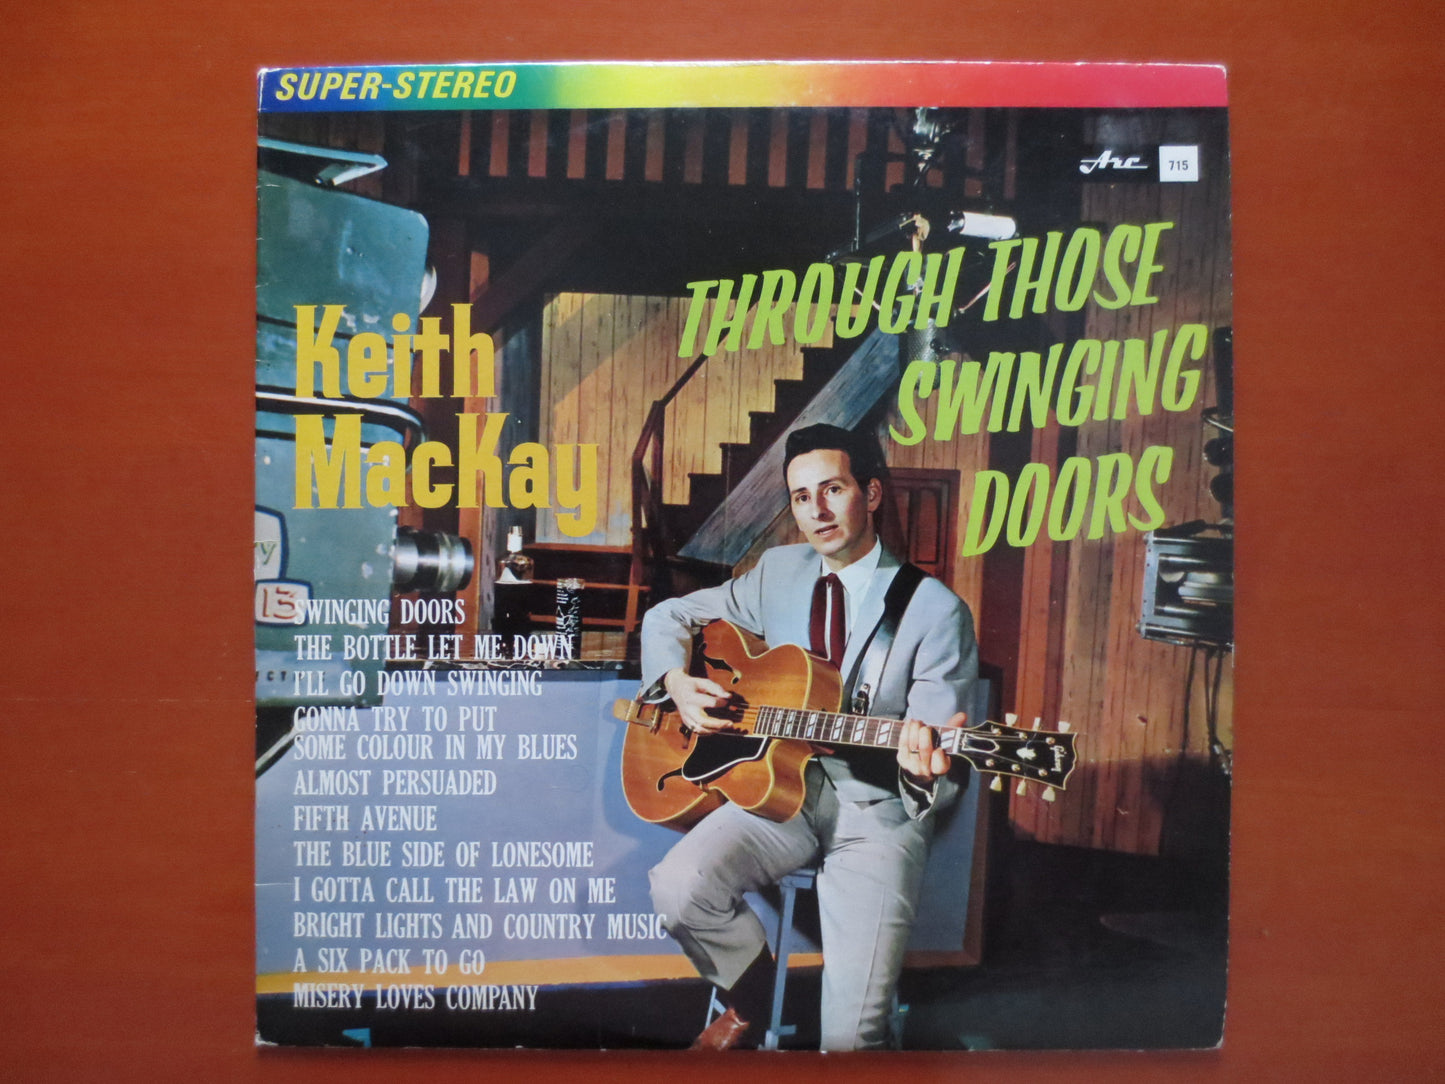 SUPER-STEREO
Arc
715
THROUGH THOSE
SWINGING
DOORS
Keith
MacKay
13
SWINGING DOORS
THE BOTTLE LET ME DOWN
I'LL GO DOWN SWINGING
GONNA TRY TO PUT
SOME COLOUR IN MY BLUES
ALMOST PERSUADED
FIFTH AVENUE
THE BLUE SIDE OF LONESOME
I GOTTA CALL THE LAW ON ME
BRIGHT LIGHTS AND COUNTRY MUSIC
A SIX PACK TO GO
MISERY LOVES COMPANY
Gibson